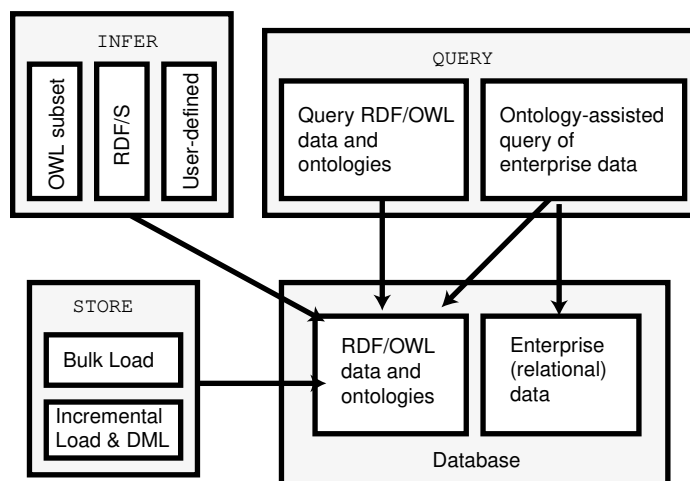 INFER
OWL subset
RDF/S
User-defined
QUERY
Query RDF/OWL
data and
ontologies
Ontology-assisted
query of
enterprise data
STORE
Bulk Load
Incremental
Load & DML
RDF/OWL
data and
ontologies
Enterprise
(relational)
data
Database